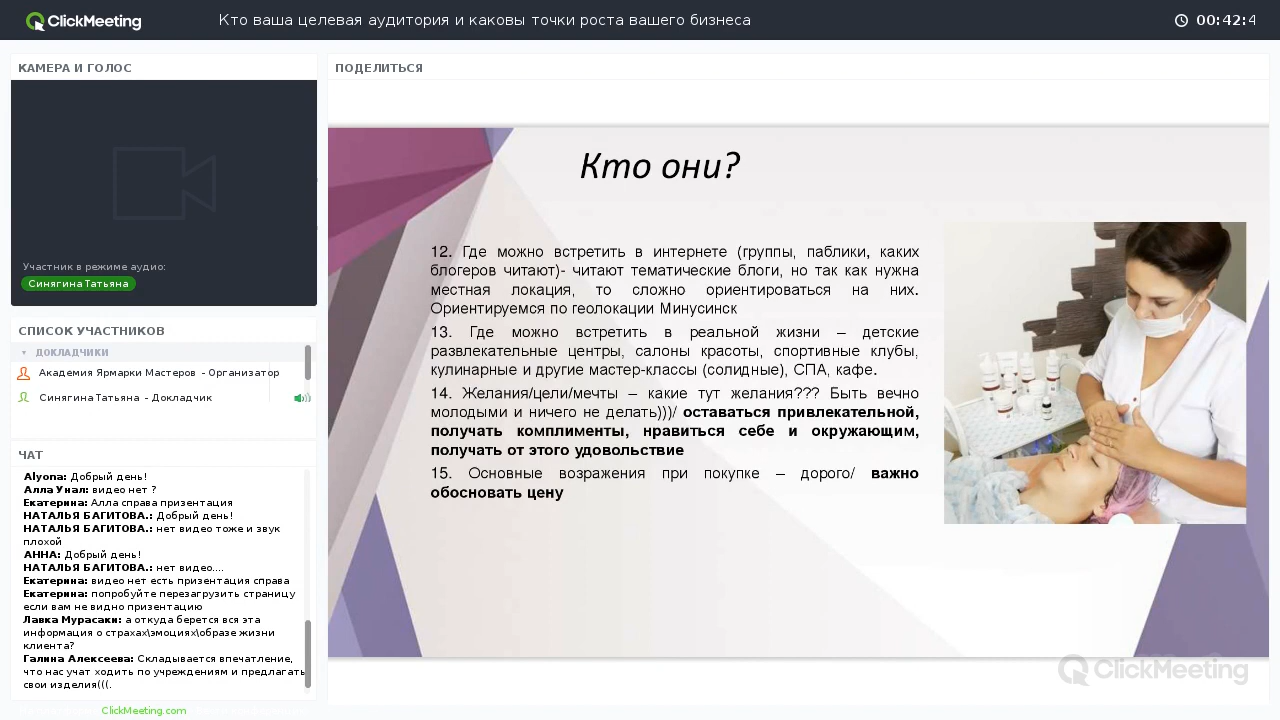 ClickMeeting
Кто ваша целевая аудитория и каковы точки роста вашего бизнеса
00:42:4
КАМЕРА И ГОЛОС
Участник в режиме аудио:
Синягина Татьяна
СПИСОК УЧАСТНИКОВ
ДОКЛАДЧИКИ
Академия Ярмарки Мастеров - Организатор
Синягина Татьяна - Докладчик
ЧАТ
Alyona: Добрый день!
Алла Унал: видео нет ?
Екатерина: Алла справа призентация
НАТАЛЬЯ БАГИТОВА.: Добрый день!
НАТАЛЬЯ БАГИТОВА.: нет видео тоже и звук
плохой
АННА: Добрый день!
НАТАЛЬЯ БАГИТОВА.: нет видео....
Екатерина: видео нет есть призентация справа
Екатерина: попробуйте перезагрузить страницу
если вам не видно призентацию
Лавка Мурасаки: а откуда берется вся эта
информация о страхах\эмоциях\образе жизни
клиента?
Галина Алексеева: Складывается впечатление,
что нас учат ходить по учреждениям и предлагать
свои изделия(((.
ClickMeeting.com
ПОДЕЛИТЬСЯ
Кто они?
12. Где можно встретить в интернете (группы, паблики, каких
блогеров читают)- читают тематические блоги, но так как нужна
местная локация, то сложно ориентироваться на них.
Ориентируемся по геолокации Минусинск
13. Где можно встретить в реальной жизни – детские
развлекательные центры, салоны красоты, спортивные клубы,
кулинарные и другие мастер-классы (солидные), СПА, кафе.
14. Желания/цели/мечты – какие тут желания??? Быть вечно
молодыми и ничего не делать)))/ оставаться привлекательной,
получать комплименты, нравиться себе и окружающим,
получать от этого удовольствие
15. Основные возражения при покупке – дорого/ важно
обосновать цену
ClickMeeting